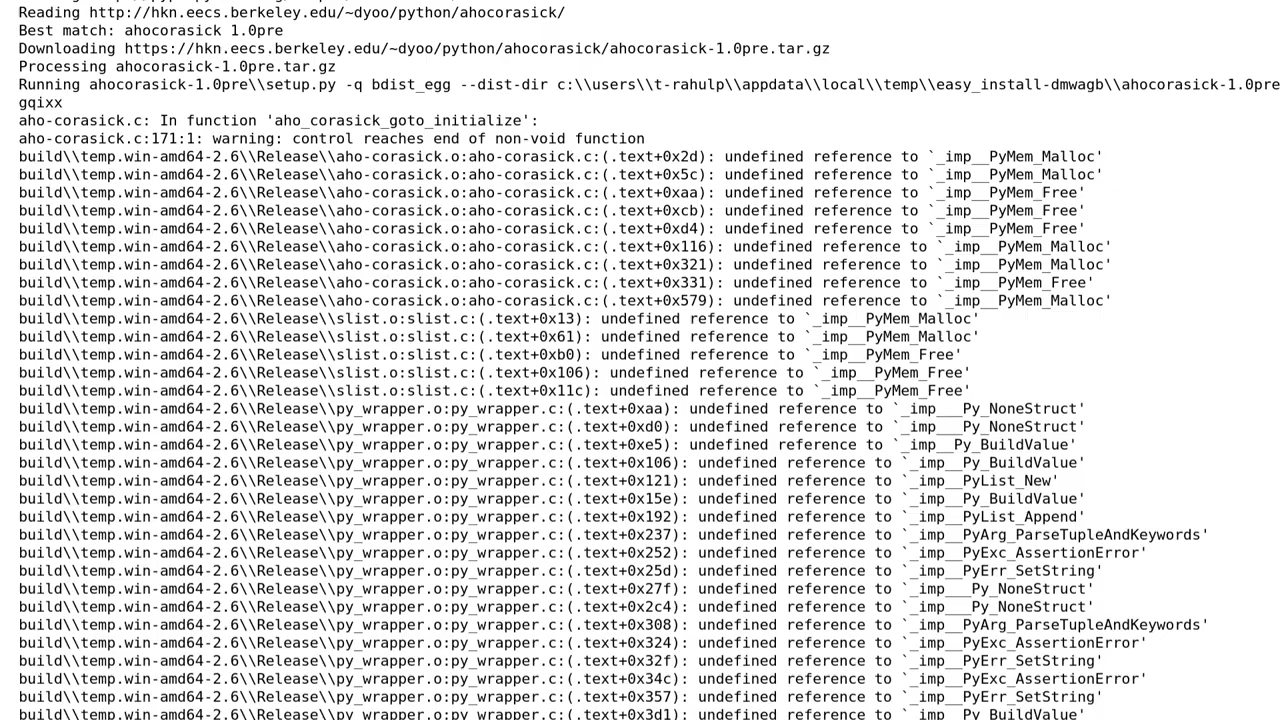 Reading http://hkn.eecs.berkeley.edu/~dyoo/python/ahocorasick/
Best match: ahocorasick 1.0pre
Downloading https://hkn.eecs.berkeley.edu/~dyoo/python/ahocorasick/ahocorasick-1.0pre.tar.gz
Processing ahocorasick-1.0pre.tar.gz
Running ahocorasick-1.0pre\\setup.py -q bdist_egg --dist-dir c:\\users\\t-rahulp\\appdata\\local\\temp\\easy_install-dmwagb\\ahocorasick-1.0pre
gqixx
aho-corasick.c: In function 'aho_corasick_goto_initialize':
aho-corasick.c:171:1: warning: control reaches end of non-void function
build\\temp.win-amd64-2.6\\Release\\aho-corasick.o:aho-corasick.c:(.text+0x2d): undefined reference to `_imp__PyMem_Malloc'
build\\temp.win-amd64-2.6\\Release\\aho-corasick.o:aho-corasick.c:(.text+0x5c): undefined reference to `_imp__PyMem_Malloc'
build\\temp.win-amd64-2.6\\Release\\aho-corasick.o:aho-corasick.c:(.text+0xaa): undefined reference to `_imp__PyMem_Free'
build\\temp.win-amd64-2.6\\Release\\aho-corasick.o:aho-corasick.c:(.text+0xcb): undefined reference to `_imp__PyMem_Free'
build\\temp.win-amd64-2.6\\Release\\aho-corasick.o:aho-corasick.c:(.text+0xd4): undefined reference to `_imp__PyMem_Free'
build\\temp.win-amd64-2.6\\Release\\aho-corasick.o:aho-corasick.c:(.text+0x116): undefined reference to `_imp__PyMem_Malloc'
build\\temp.win-amd64-2.6\\Release\\aho-corasick.o:aho-corasick.c:(.text+0x321): undefined reference to `_imp__PyMem_Malloc'
build\\temp.win-amd64-2.6\\Release\\aho-corasick.o:aho-corasick.c:(.text+0x331): undefined reference to `_imp__PyMem_Free'
build\\temp.win-amd64-2.6\\Release\\aho-corasick.o:aho-corasick.c:(.text+0x579): undefined reference to `_imp__PyMem_Malloc'
build\\temp.win-amd64-2.6\\Release\\slist.o:slist.c:(.text+0x13): undefined reference to `_imp__PyMem_Malloc'
build\\temp.win-amd64-2.6\\Release\\slist.o:slist.c:(.text+0x61): undefined reference to `_imp__PyMem_Malloc'
build\\temp.win-amd64-2.6\\Release\\slist.o:slist.c:(.text+0xb0): undefined reference to `_imp__PyMem_Free'
build\\temp.win-amd64-2.6\\Release\\slist.o:slist.c:(.text+0x106): undefined reference to `_imp__PyMem_Free'
build\\temp.win-amd64-2.6\\Release\\slist.o:slist.c:(.text+0x11c): undefined reference to `_imp__PyMem_Free'
build\\temp.win-amd64-2.6\\Release\\py_wrapper.o:py_wrapper.c:(.text+0xaa): undefined reference to `_imp___Py_NoneStruct'
build\\temp.win-amd64-2.6\\Release\\py_wrapper.o:py_wrapper.c:(.text+0xd0): undefined reference to `_imp___Py_NoneStruct'
build\\temp.win-amd64-2.6\\Release\\py_wrapper.o:py_wrapper.c:(.text+0xe5): undefined reference to `_imp__Py_BuildValue'
build\\temp.win-amd64-2.6\\Release\\py_wrapper.o:py_wrapper.c:(.text+0x106): undefined reference to `_imp__Py_BuildValue'
build\\temp.win-amd64-2.6\\Release\\py_wrapper.o:py_wrapper.c:(.text+0x121): undefined reference to `_imp__PyList_New'
build\\temp.win-amd64-2.6\\Release\\py_wrapper.o:py_wrapper.c:(.text+0x15e): undefined reference to `_imp__Py_BuildValue'
build\\temp.win-amd64-2.6\\Release\\py_wrapper.o:py_wrapper.c:(.text+0x192): undefined reference to `_imp__PyList_Append'
build\\temp.win-amd64-2.6\\Release\\py_wrapper.o:py_wrapper.c:(.text+0x237): undefined reference to `_imp__PyArg_ParseTupleAndKeywords'
build\\temp.win-amd64-2.6\\Release\\py_wrapper.o:py_wrapper.c:(.text+0x252): undefined reference to `_imp__PyExc_AssertionError'
build\\temp.win-amd64-2.6\\Release\\py_wrapper.o:py_wrapper.c:(.text+0x25d): undefined reference to `_imp__PyErr_SetString'
build\\temp.win-amd64-2.6\\Release\\py_wrapper.o:py_wrapper.c:(.text+0x27f): undefined reference to `_imp___Py_NoneStruct'
build\\temp.win-amd64-2.6\\Release\\py_wrapper.o:py_wrapper.c:(.text+0x2c4): undefined reference to `_imp___Py_NoneStruct'
build\\temp.win-amd64-2.6\\Release\\py_wrapper.o:py_wrapper.c:(.text+0x308): undefined reference to `_imp__PyArg_ParseTupleAndKeywords'
build\\temp.win-amd64-2.6\\Release\\py_wrapper.o:py_wrapper.c:(.text+0x324): undefined reference to `_imp__PyExc_AssertionError'
build\\temp.win-amd64-2.6\\Release\\py_wrapper.o:py_wrapper.c:(.text+0x32f): undefined reference to `_imp__PyErr_SetString'
build\\temp.win-amd64-2.6\\Release\\py_wrapper.o:py_wrapper.c:(.text+0x34c): undefined reference to `_imp__PyExc_AssertionError'
build\\temp.win-amd64-2.6\\Release\\py_wrapper.o:py_wrapper.c:(.text+0x357): undefined reference to `_imp__PyErr_SetString'
build\\temp.win-amd64-2.6\\Release\\py_wrapper.o:py_wrapper.c:(.text+0x3d1): undefined reference to `_imp__Py_BuildValue'